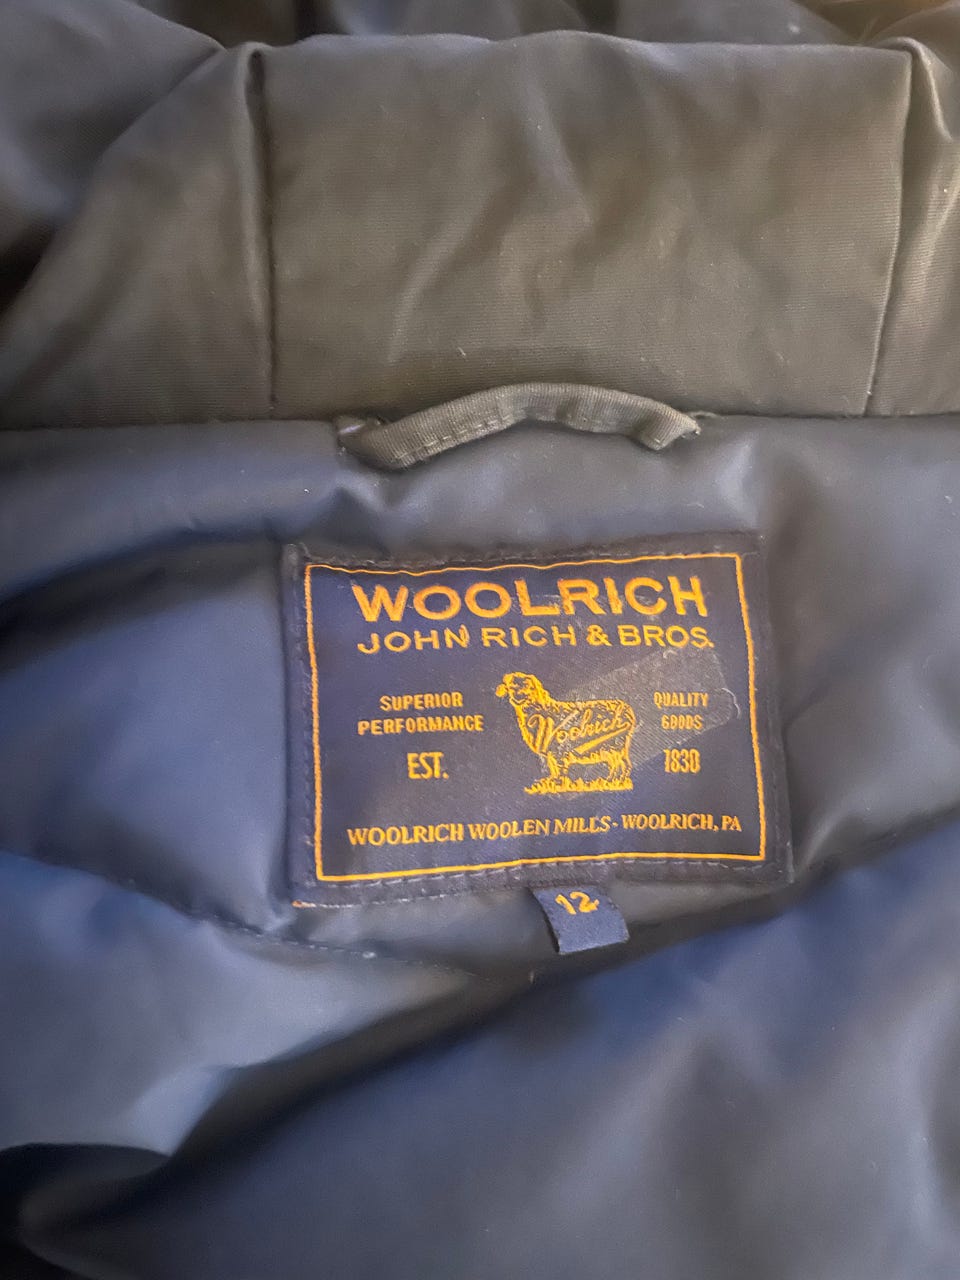 WOOLRICH
JOHN RICH & BROS.
SUPERIOR
PERFORMANCE
EST.
Woolrich
QUALITY
GOODS
1830
WOOLRICH WOOLEN MILLS - WOOLRICH, PA
12